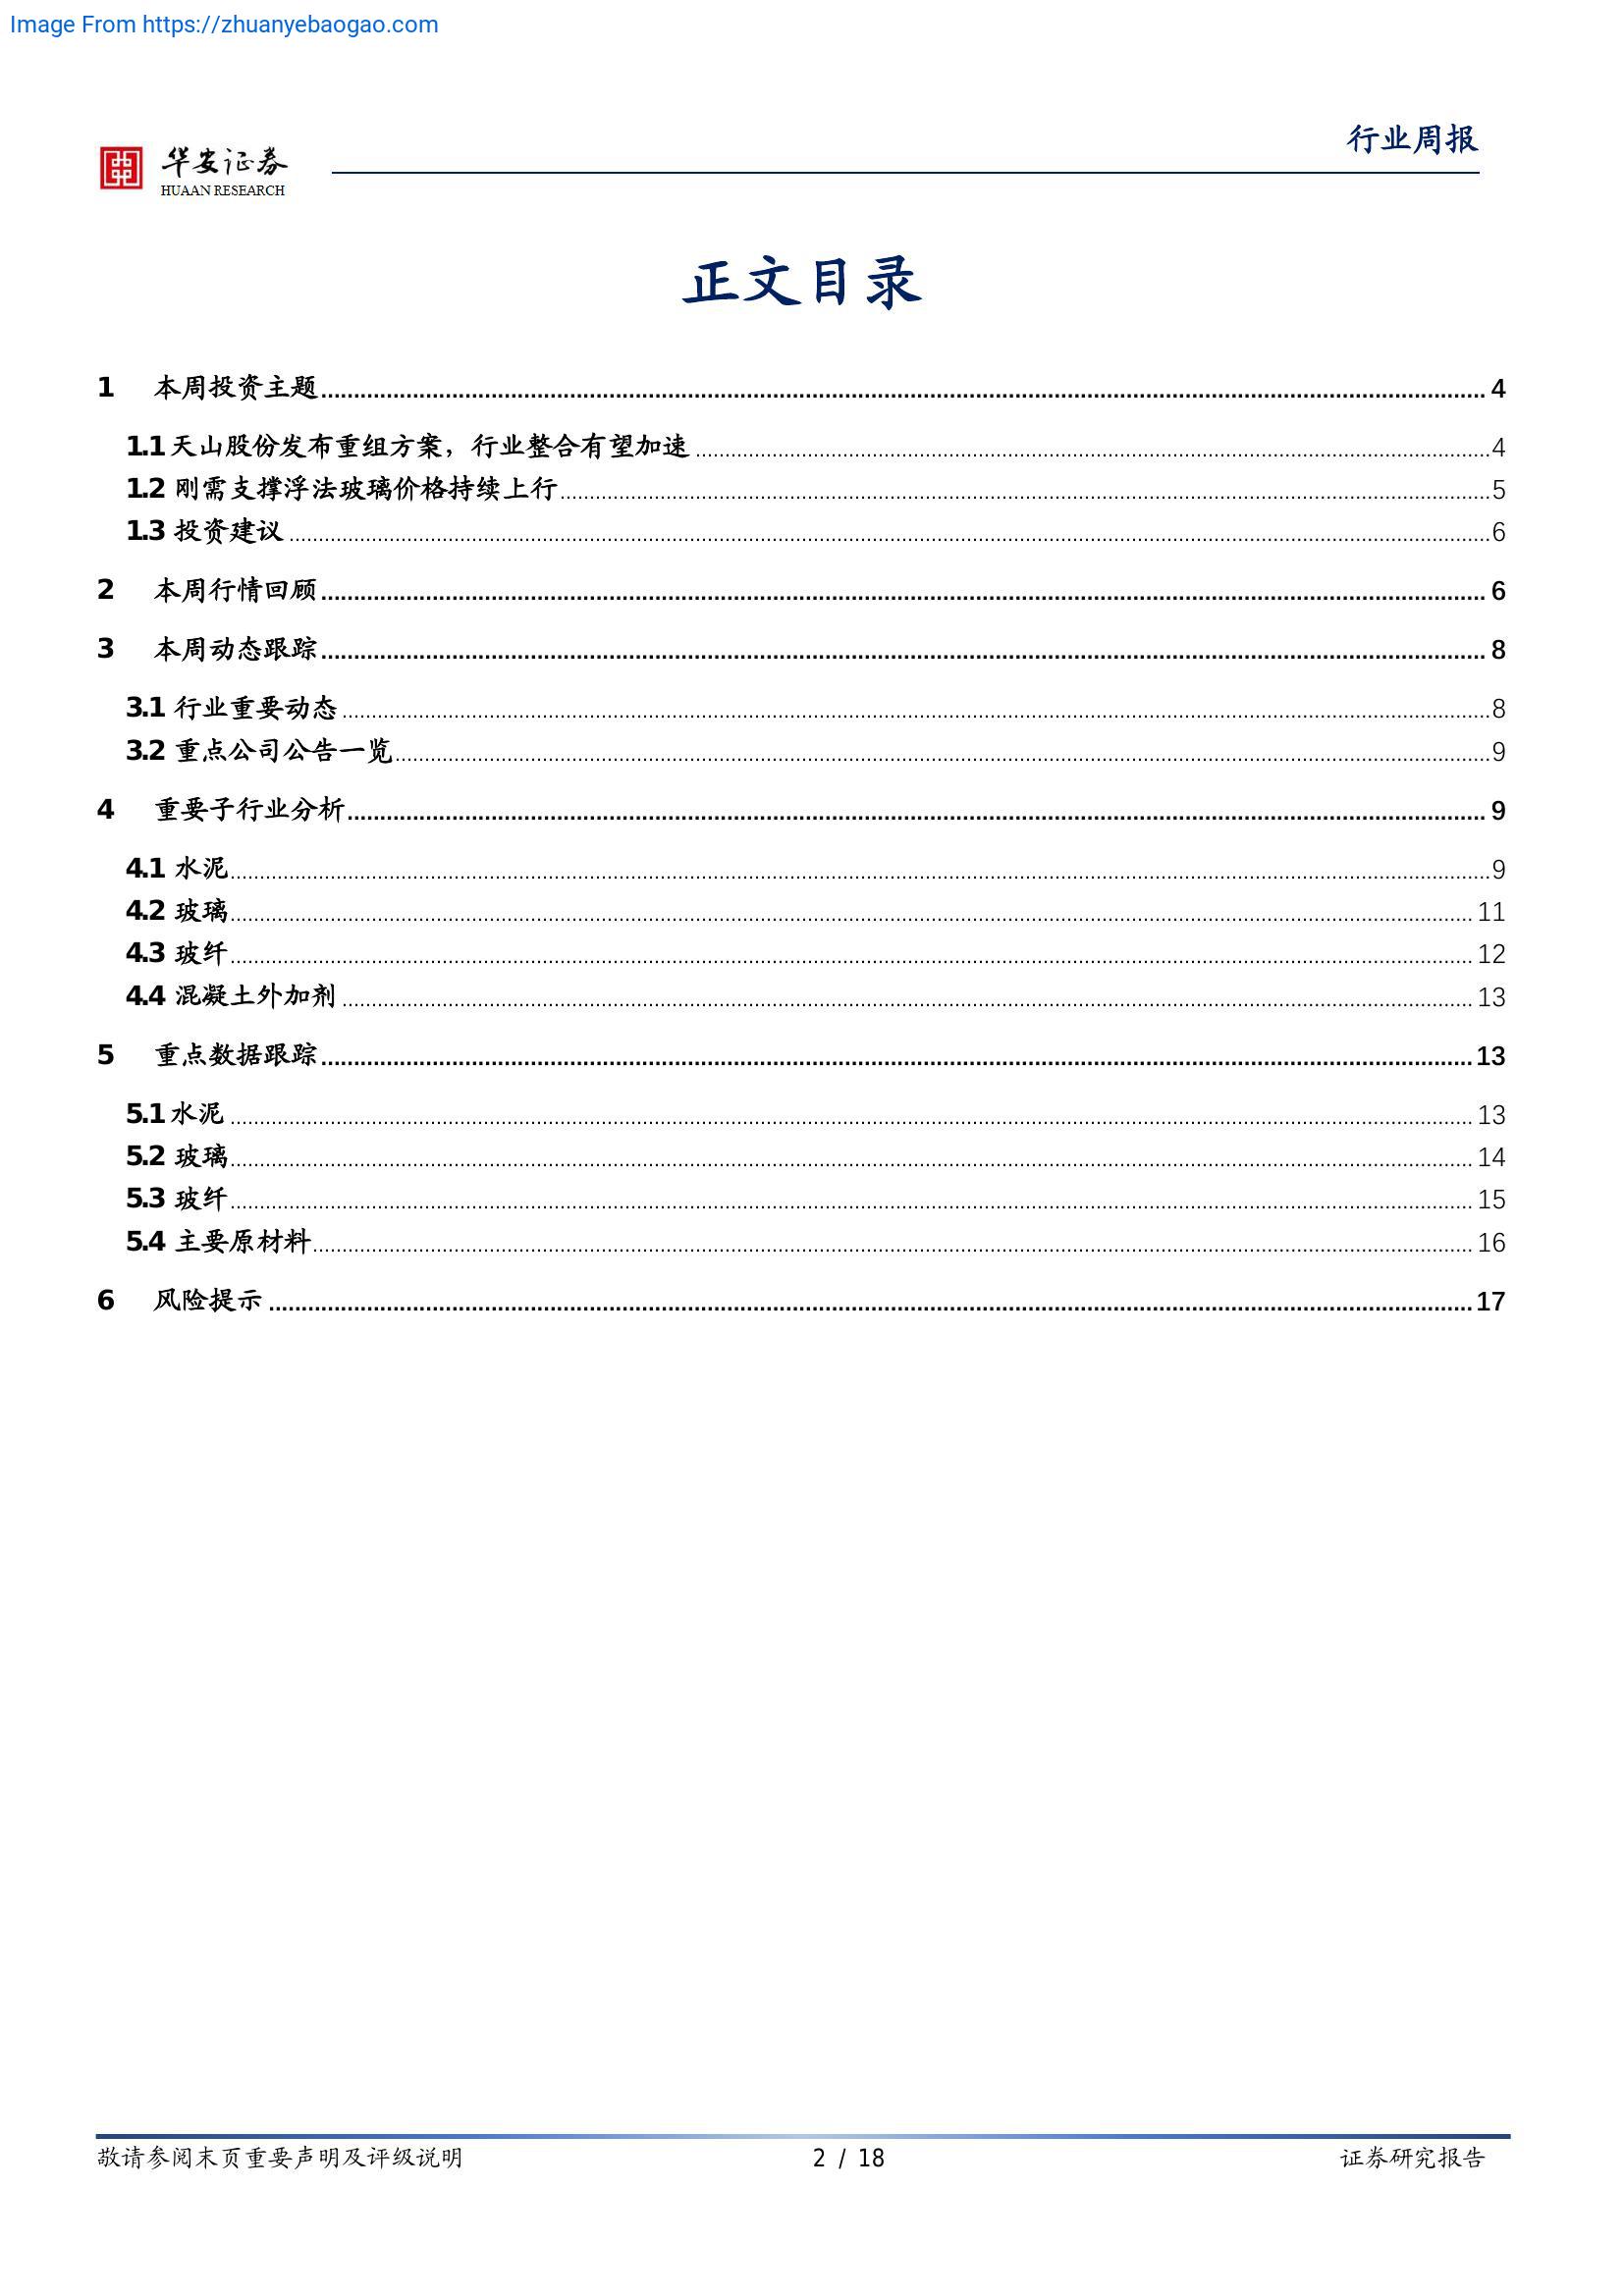 Image From https://zhuanyebaogao.com
行业周报
华安证券
HUAAN RESEARCH
正文目录
1 本周投资主题 4
1.1 天山股份发布重组方案，行业整合有望加速 4
1.2 刚需支撑浮法玻璃价格持续上行 5
1.3 投资建议 6
2 本周行情回顾 6
3 本周动态跟踪 8
3.1 行业重要动态 8
3.2 重点公司公告一览 9
4 重要子行业分析 9
4.1 水泥 9
4.2 玻璃 11
4.3 玻纤 12
4.4 混凝土外加剂 13
5 重点数据跟踪 13
5.1 水泥 13
5.2 玻璃 14
5.3 玻纤 15
5.4 主要原材料 16
6 风险提示 17
敬请参阅末页重要声明及评级说明 2 / 18 证券研究报告